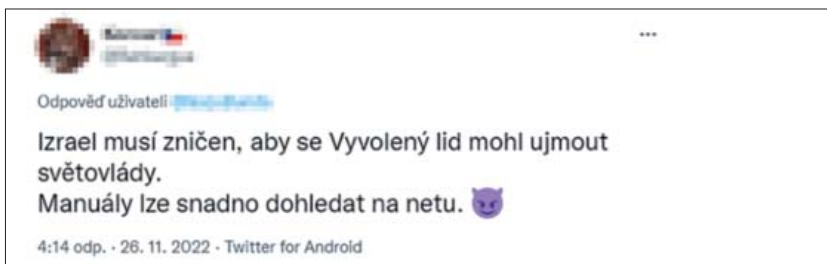 Odpověď uživateli
Izrael musí zničen, aby se Vyvolený lid mohl ujmout
světovlády.
Manuály lze snadno dohledat na netu. 😈
4:14 odp. · 26. 11. 2022 · Twitter for Android